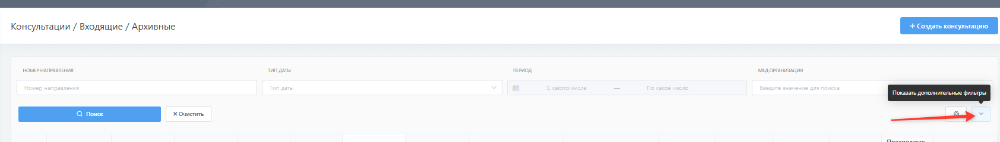 Консультации / Входящие / Архивные
+ Создать консультацию
НОМЕР НАПРАВЛЕНИЯ
ТИП ДАТЫ
ПЕРИОД
МЕД.ОРГАНИЗАЦИЯ
Номер направления
Тип даты
С какого числа — По какое число
Введите значение для поиска
Показать дополнительные фильтры
Поиск
✕ Очистить
Предполагае